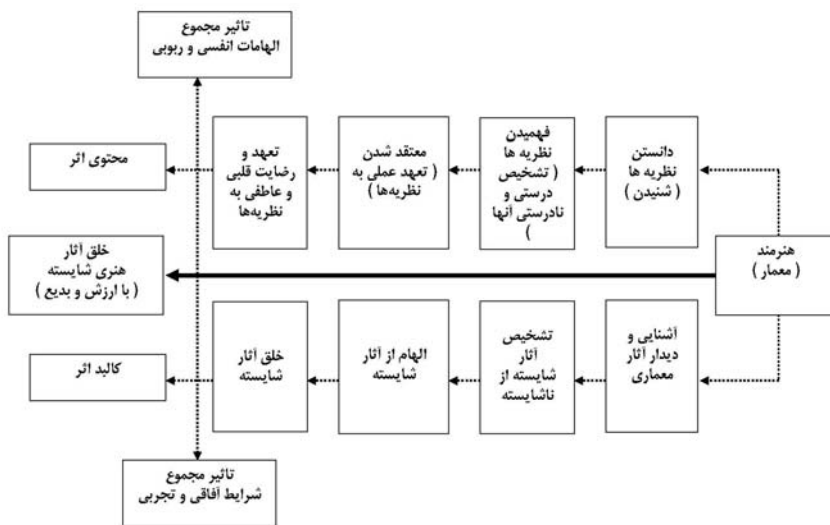 تاثیر مجموع
الهامات انفسی و ربوبی
دانستن
نظریه ها
( شنیدن )
فهمیدن
نظریه ها
( تشخیص
درستی و
نادرستی آنها
)
معتقد شدن
( تعهد عملی به
نظریه‌ها )
تعهد و
رضایت قلبی
و عاطفی به
نظریه‌ها
محتوی اثر
هنرمند
( معمار )
خلق آثار
هنری شایسته
( با ارزش و بدیع )
آشنایی و
دیدار آثار
معماری
تشخیص
آثار
شایسته از
ناشایسته
الهام از آثار
شایسته
خلق آثار
شایسته
کالبد اثر
تاثیر مجموع
شرایط آفاقی و تجربی